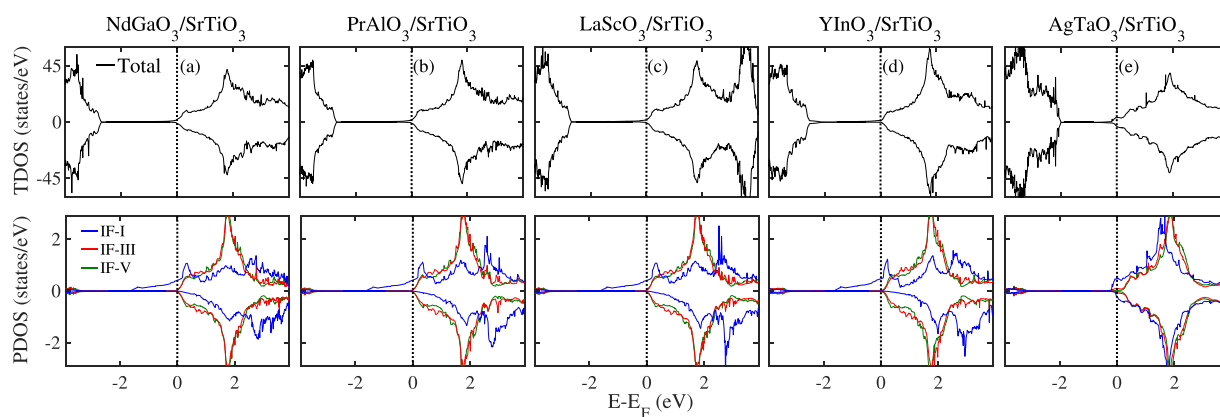 NdGaO3/SrTiO3 PrAlO3/SrTiO3 LaScO3/SrTiO3 YInO3/SrTiO3 AgTaO3/SrTiO3
TDOS (states/eV)
45
0
-45
Total
(a) (b) (c) (d) (e)
PDOS (states/eV)
2
0
-2
IF-I
IF-III
IF-V
-2 0 2 -2 0 2 -2 0 2 -2 0 2 -2 0 2
E-EF (eV)